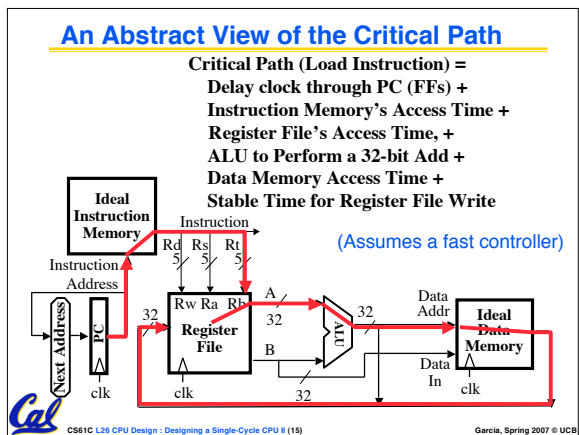 An Abstract View of the Critical Path
Critical Path (Load Instruction) =
Delay clock through PC (FFs) +
Instruction Memory's Access Time +
Register File's Access Time, +
ALU to Perform a 32-bit Add +
Data Memory Access Time +
Stable Time for Register File Write
(Assumes a fast controller)
Ideal
Instruction
Memory
Instruction
Rd Rs Rt
5 5 5
Instruction
Address
Next Address
PC
clk
32
Rw Ra Rb
Register
File
clk
A
32
B
32
ALU
32
Data
Addr
Ideal
Data
Memory
Data
In
clk
Cal
CS61C L26 CPU Design : Designing a Single-Cycle CPU II (15)
Garcia, Spring 2007 © UCB